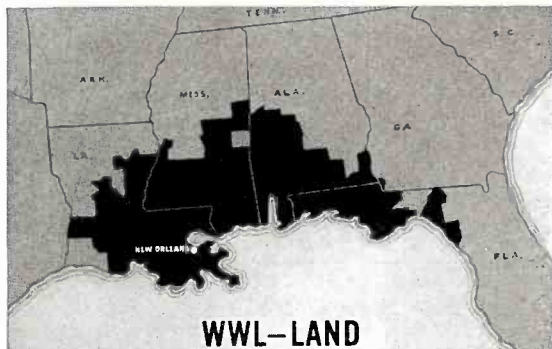 TENN.
S.C.
ARK.
MISS.
ALA.
GA
LA.
NEW ORLEANS
FLA.
WWL–LAND